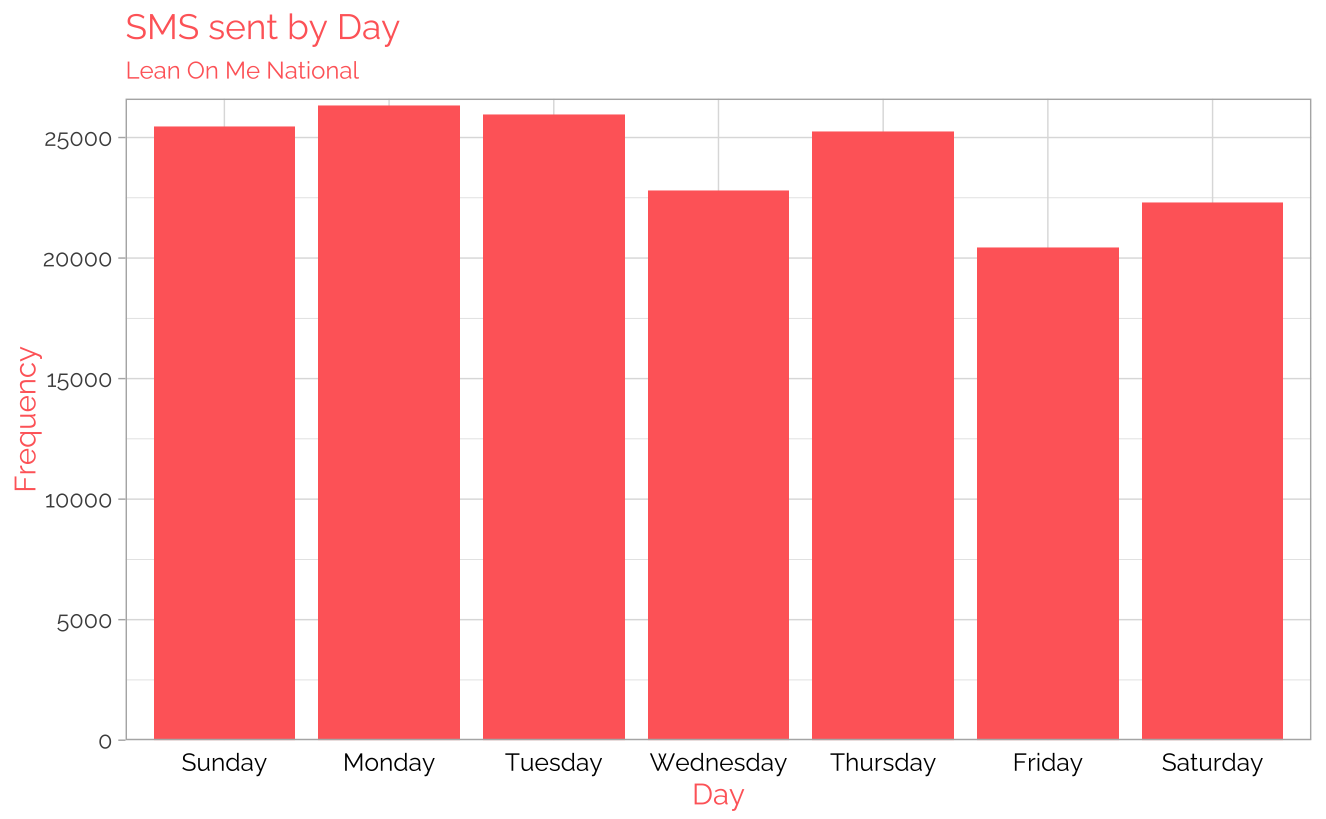 SMS sent by Day
Lean On Me National
Frequency
25000
20000
15000
10000
5000
0
Sunday Monday Tuesday Wednesday Thursday Friday Saturday
Day